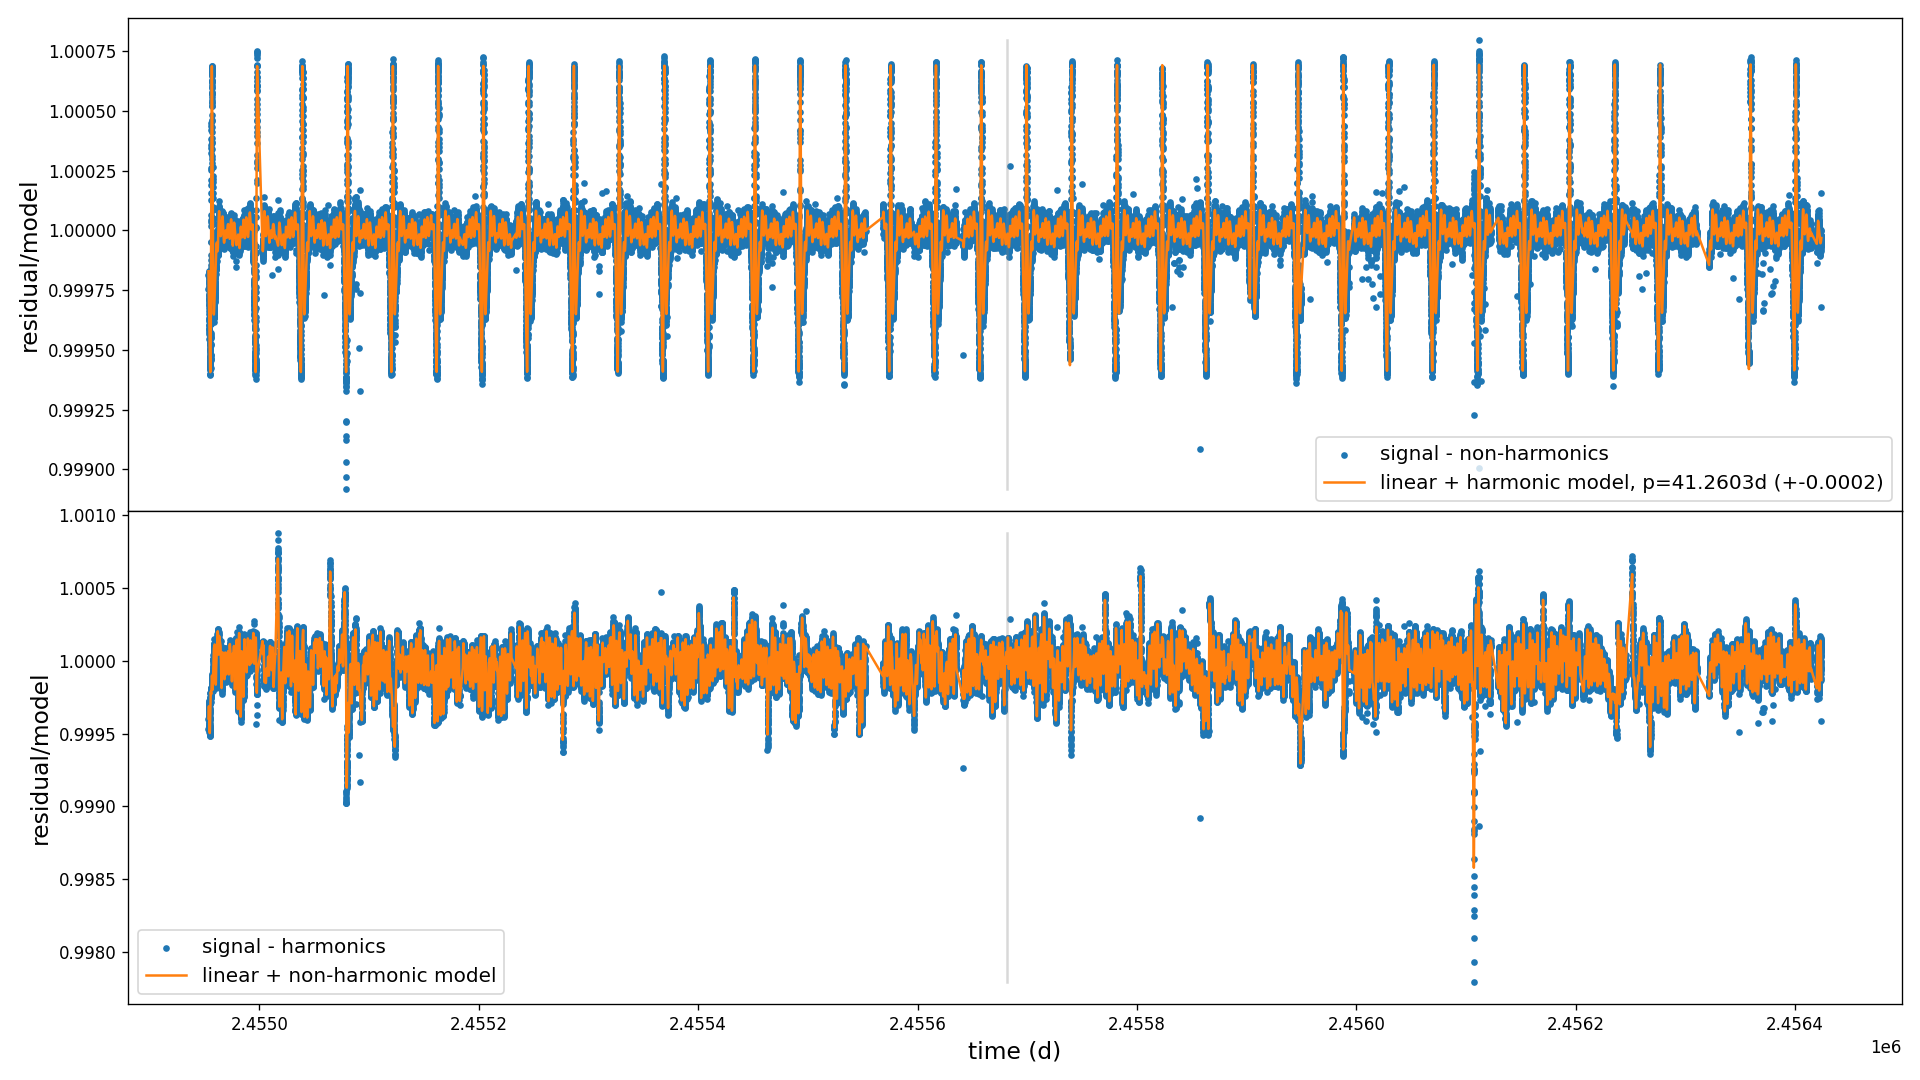 residual/model
1.00075
1.00050
1.00025
1.00000
0.99975
0.99950
0.99925
0.99900
signal - non-harmonics
linear + harmonic model, p=41.2603d (+-0.0002)
residual/model
1.0010
1.0005
1.0000
0.9995
0.9990
0.9985
0.9980
signal - harmonics
linear + non-harmonic model
2.4550 2.4552 2.4554 2.4556 2.4558 2.4560 2.4562 2.4564
time (d)
1e6